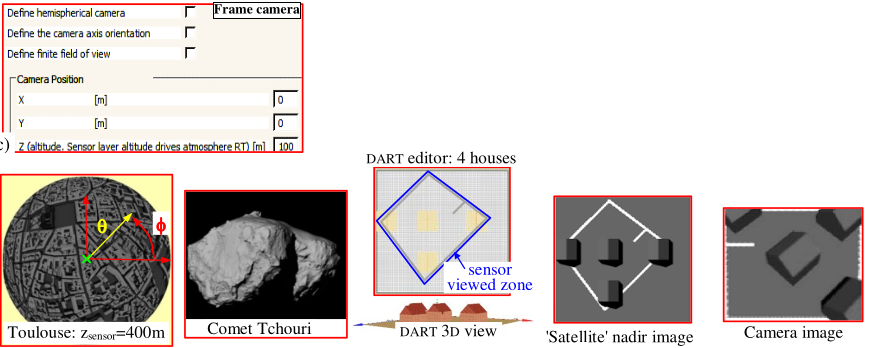 Frame camera
Define hemispherical camera
Define the camera axis orientation
Define finite field of view
Camera Position
X [m] 0
Y [m] 0
Z (altitude. Sensor layer altitude drives atmosphere RT) [m] 100
c)
DART editor: 4 houses
θ ϕ
sensor
viewed zone
Toulouse: zsensor=400m
Comet Tchouri
DART 3D view
'Satellite' nadir image
Camera image